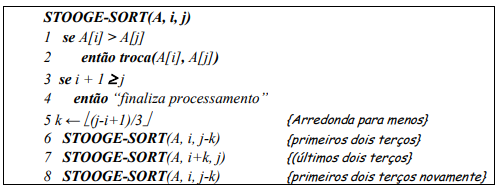 STOOGE-SORT(A, i, j)
1 se A[i] > A[j]
2 então troca(A[i], A[j])
3 se i + 1 ≥ j
4 então “finaliza processamento”
5 k ← ⌊(j-i+1)/3⌋ {Arredonda para menos}
6 STOOGE-SORT(A, i, j-k) {primeiros dois terços}
7 STOOGE-SORT(A, i+k, j) {(últimos dois terços}
8 STOOGE-SORT(A, i, j-k) {primeiros dois terços novamente}